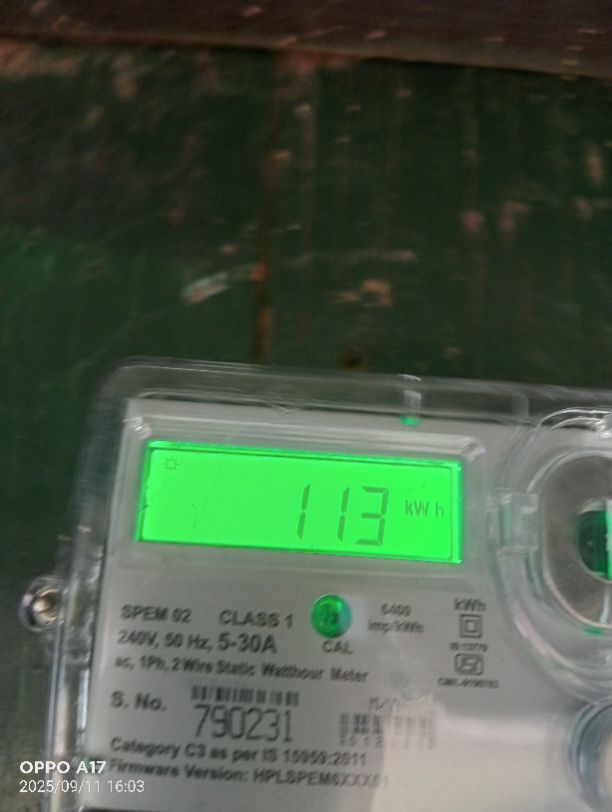 113 kWh
SPEM 02 CLASS 1 6400 kWh
imp/kWh
240V, 50 Hz, 5-30A CAL
ac, 1Ph, 2 Wire Static Watthour Meter
S. No. 790231
Category C3 as per IS 15959:2011
Firmware Version:
OPPO A17
2025/09/11 16:03